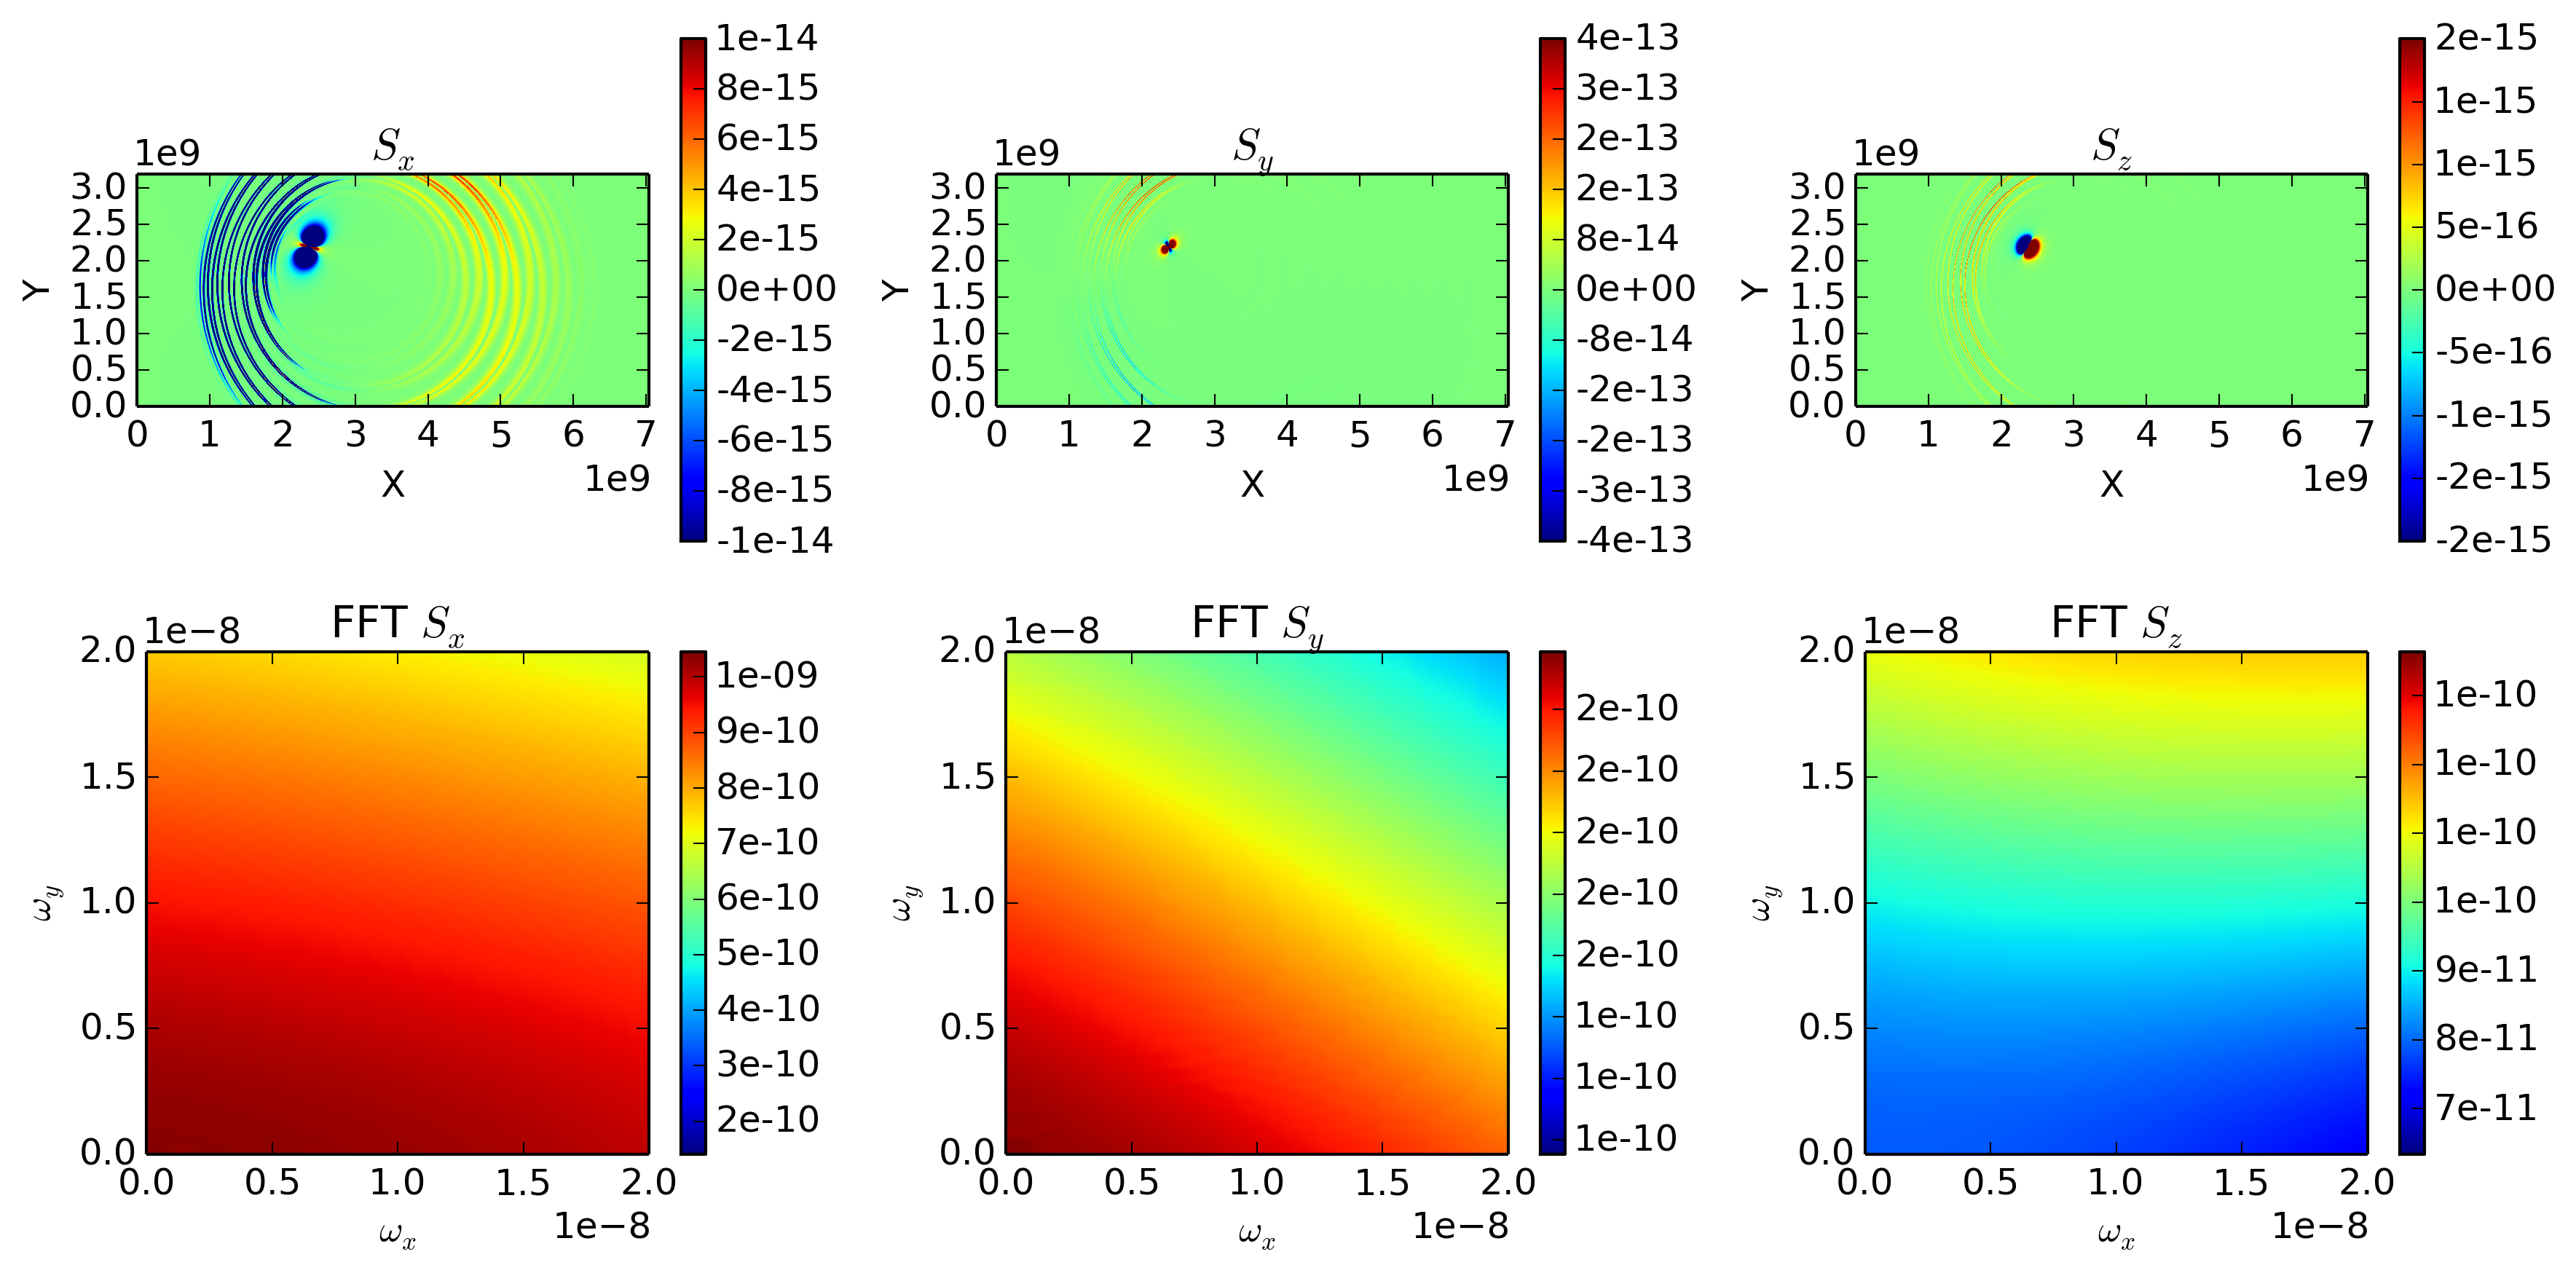 1e9 S_x
3.0
2.5
2.0
1.5
1.0
0.5
0.0
Y
0 1 2 3 4 5 6 7
X 1e9
1e-14
8e-15
6e-15
4e-15
2e-15
0e+00
-2e-15
-4e-15
-6e-15
-8e-15
-1e-14
1e9 S_y
3.0
2.5
2.0
1.5
1.0
0.5
0.0
Y
0 1 2 3 4 5 6 7
X 1e9
4e-13
3e-13
2e-13
2e-13
8e-14
0e+00
-8e-14
-2e-13
-2e-13
-3e-13
-4e-13
1e9 S_z
3.0
2.5
2.0
1.5
1.0
0.5
0.0
Y
0 1 2 3 4 5 6 7
X 1e9
2e-15
1e-15
1e-15
5e-16
0e+00
-5e-16
-1e-15
-2e-15
-2e-15
1e−8 FFT S_x
2.0
1.5
1.0
0.5
0.0
ω_y
0.0 0.5 1.0 1.5 2.0
ω_x 1e−8
1e-09
9e-10
8e-10
7e-10
6e-10
5e-10
4e-10
3e-10
2e-10
1e−8 FFT S_y
2.0
1.5
1.0
0.5
0.0
ω_y
0.0 0.5 1.0 1.5 2.0
ω_x 1e−8
2e-10
2e-10
2e-10
2e-10
2e-10
1e-10
1e-10
1e-10
1e−8 FFT S_z
2.0
1.5
1.0
0.5
0.0
ω_y
0.0 0.5 1.0 1.5 2.0
ω_x 1e−8
1e-10
1e-10
1e-10
1e-10
9e-11
8e-11
7e-11